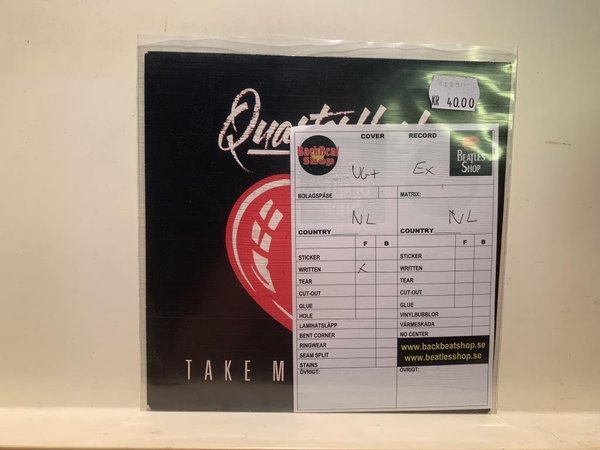 KR 40.00
COVER RECORD
BackBeat Shop
BEATLES SHOP
VG+ Ex
BOLAGSPÅSE MATRIX:
NL NL
COUNTRY COUNTRY
F B F B
STICKER STICKER
WRITTEN X WRITTEN
TEAR TEAR
CUT-OUT CUT-OUT
GLUE GLUE
HOLE VINYLBUBBLOR
LAMINATSLÄPP VÄRMESKADA
BENT CORNER NO CENTER
RINGWEAR
SEAM SPLIT
STAINS
www.backbeatshop.se
www.beatlesshop.se
ÖVRIGT: ÖVRIGT:
TAKE M